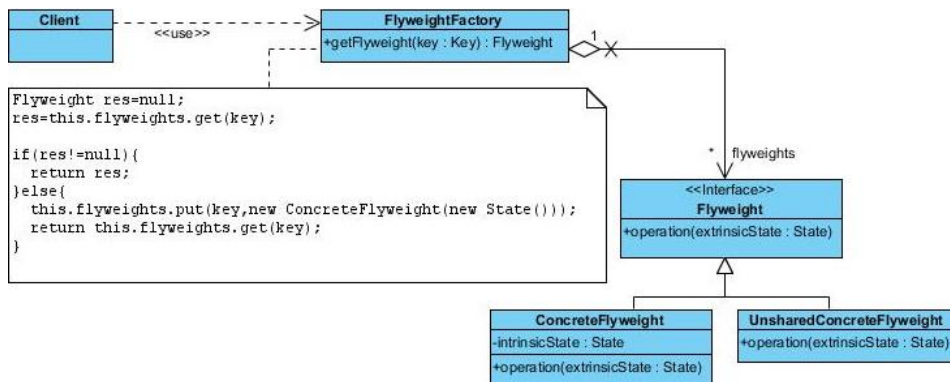 Client
<<use>>
FlyweightFactory
+getFlyweight(key : Key) : Flyweight
1
Flyweight res=null;
res=this.flyweights.get(key);
if(res!=null){
return res;
}else{
this.flyweights.put(key,new ConcreteFlyweight(new State()));
return this.flyweights.get(key);
}
* flyweights
<<Interface>>
Flyweight
+operation(extrinsicState : State)
ConcreteFlyweight
-intrinsicState : State
+operation(extrinsicState : State)
UnsharedConcreteFlyweight
+operation(extrinsicState : State)